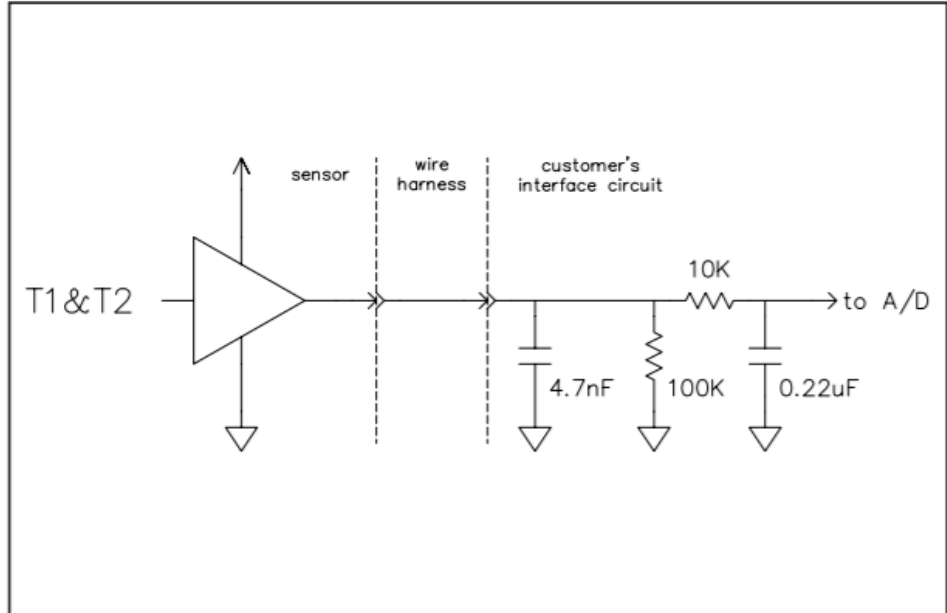 sensor
wire
harness
customer's
interface circuit
T1&T2
10K
to A/D
4.7nF
100K
0.22uF